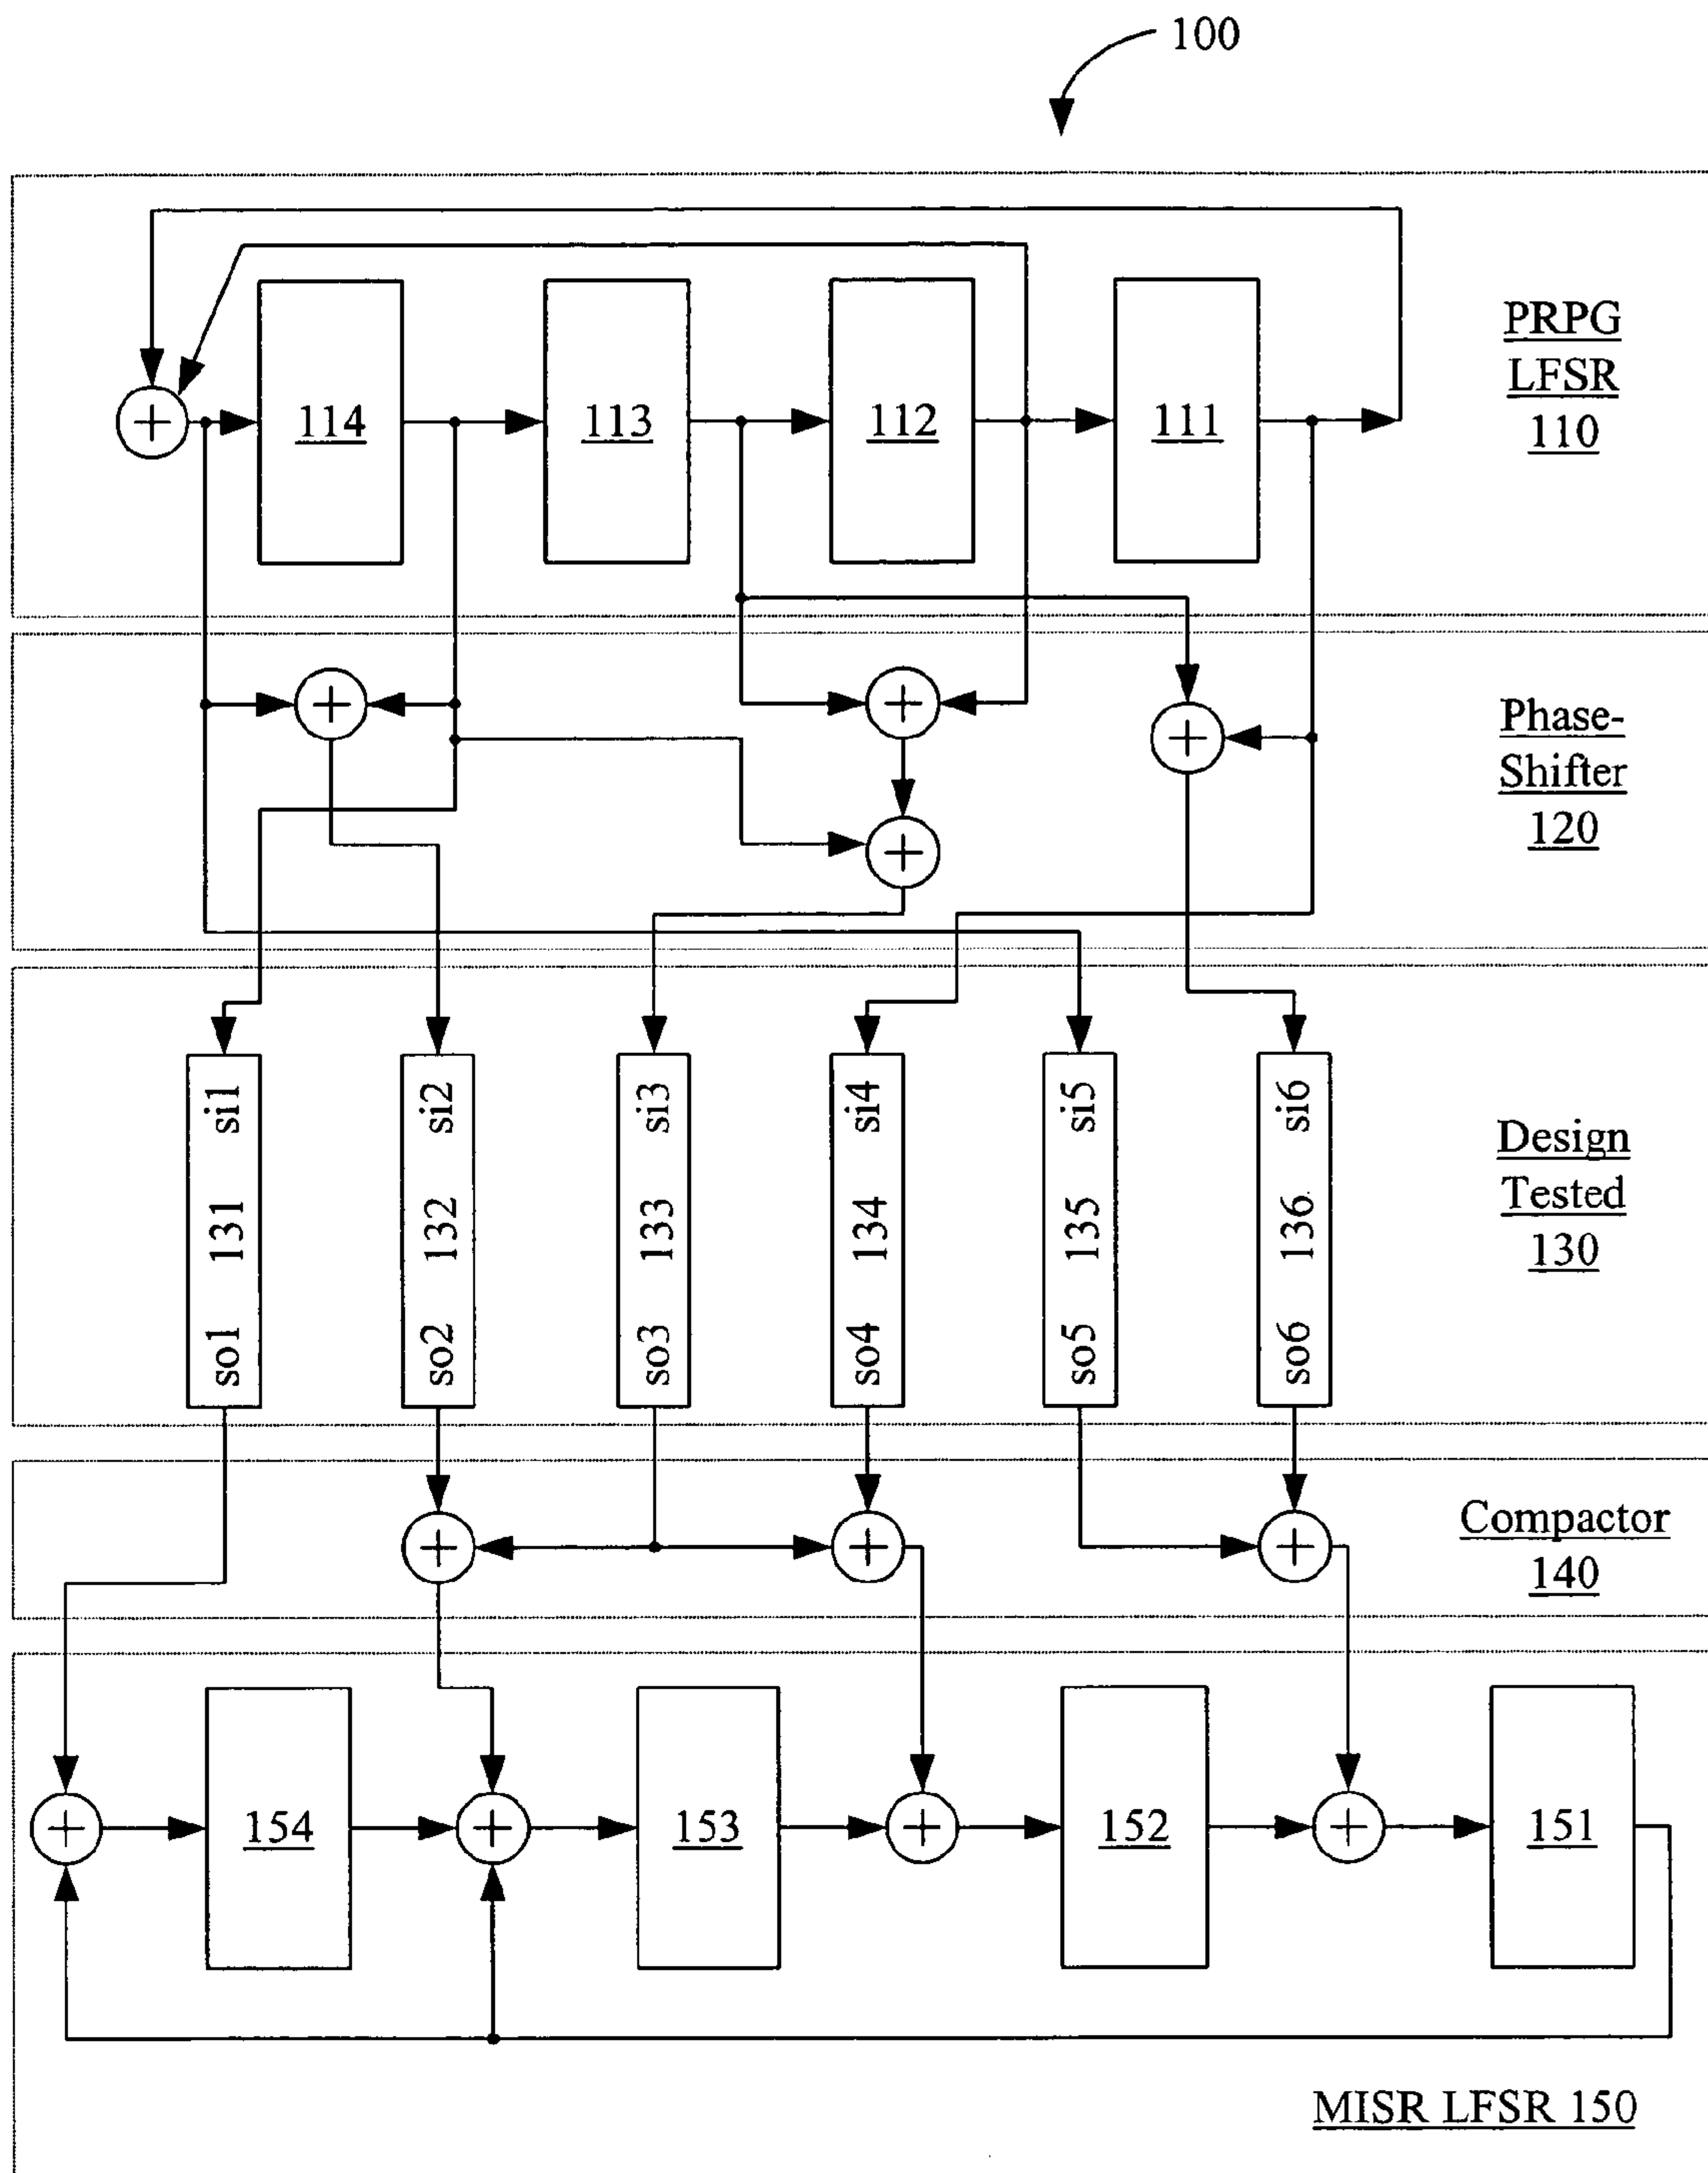 100
PRPG
LFSR
110
114
113
112
111
Phase-
Shifter
120
si1
si2
si3
si4
si5
si6
131
132
133
134
135
136
so1
so2
so3
so4
so5
so6
Design
Tested
130
Compactor
140
154
153
152
151
MISR LFSR 150